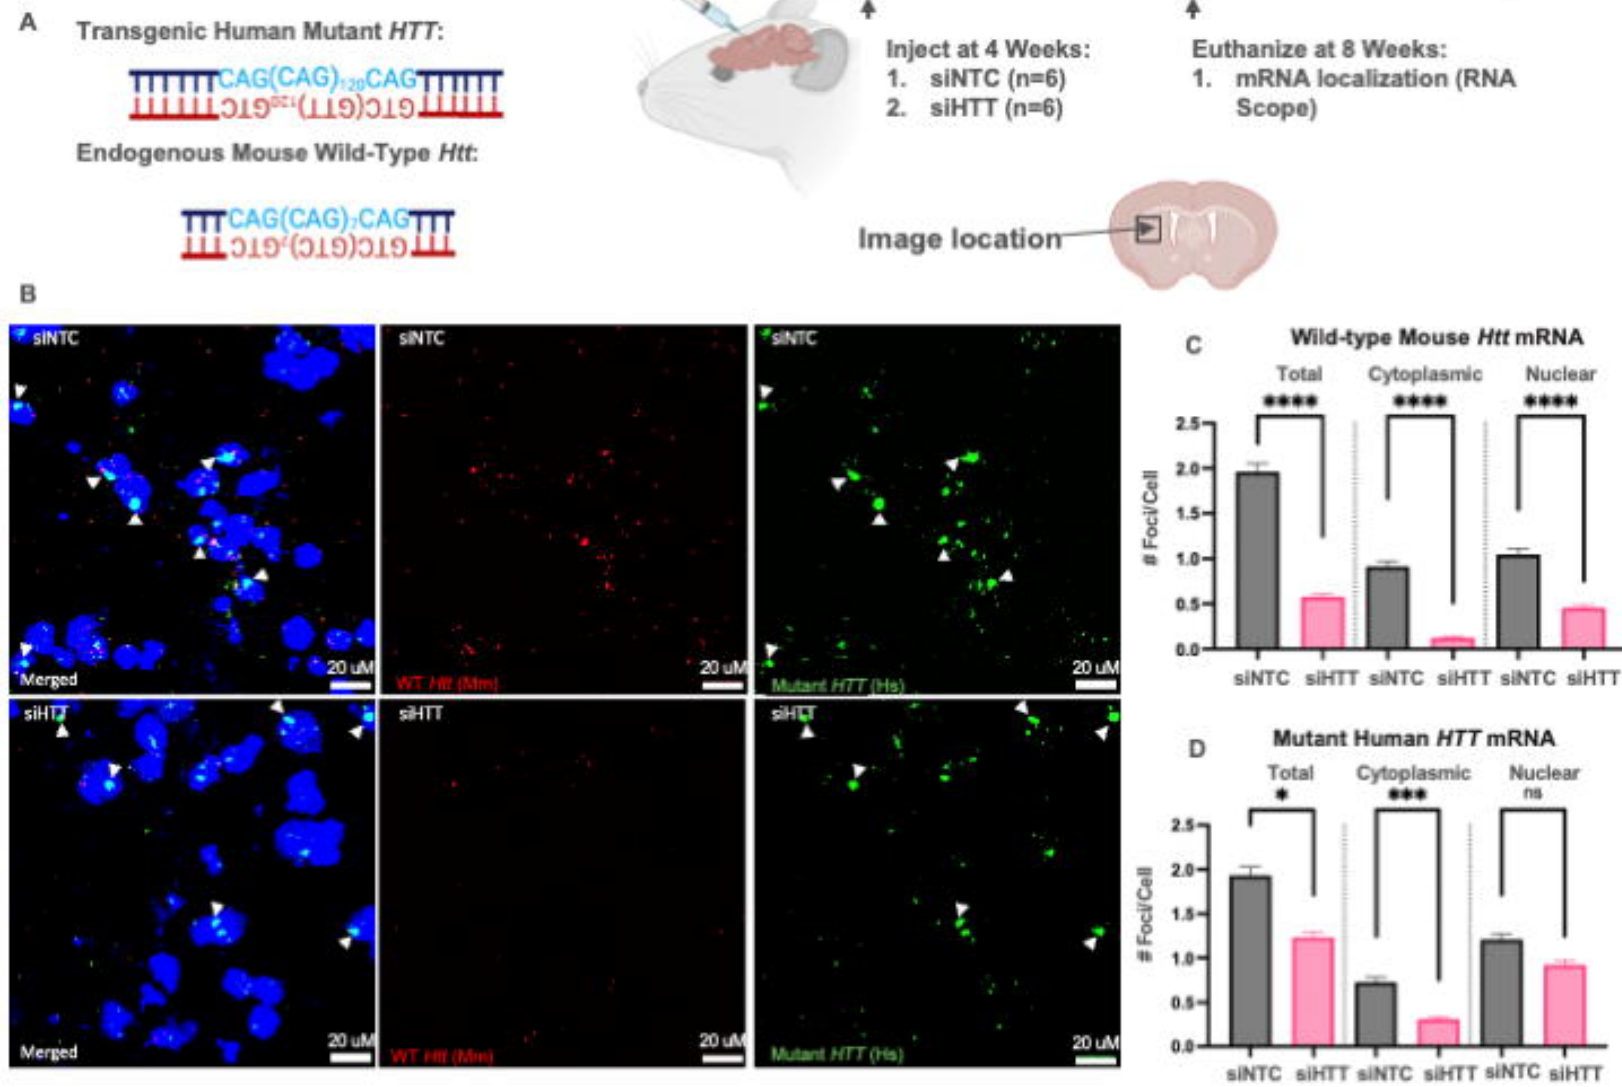 A
Transgenic Human Mutant HTT:
CAG(CAG)120CAG
GTC(GTT)120GTC
Endogenous Mouse Wild-Type Htt:
CAG(CAG)7CAG
GTC(GTC)7GTC
Inject at 4 Weeks:
1. siNTC (n=6)
2. siHTT (n=6)
Euthanize at 8 Weeks:
1. mRNA localization (RNA
Scope)
Image location
B
siNTC
Merged
20 uM
siNTC
WT Htt (Mm)
20 uM
siNTC
Mutant HTT (Hs)
20 uM
siHTT
Merged
20 uM
siHTT
WT Htt (Mm)
20 uM
siHTT
Mutant HTT (Hs)
20 uM
C
Wild-type Mouse Htt mRNA
Total Cytoplasmic Nuclear
**** **** ****
# Foci/Cell
2.5
2.0
1.5
1.0
0.5
0.0
siNTC siHTT siNTC siHTT siNTC siHTT
D
Mutant Human HTT mRNA
Total Cytoplasmic Nuclear
* *** ns
# Foci/Cell
2.5
2.0
1.5
1.0
0.5
0.0
siNTC siHTT siNTC siHTT siNTC siHTT